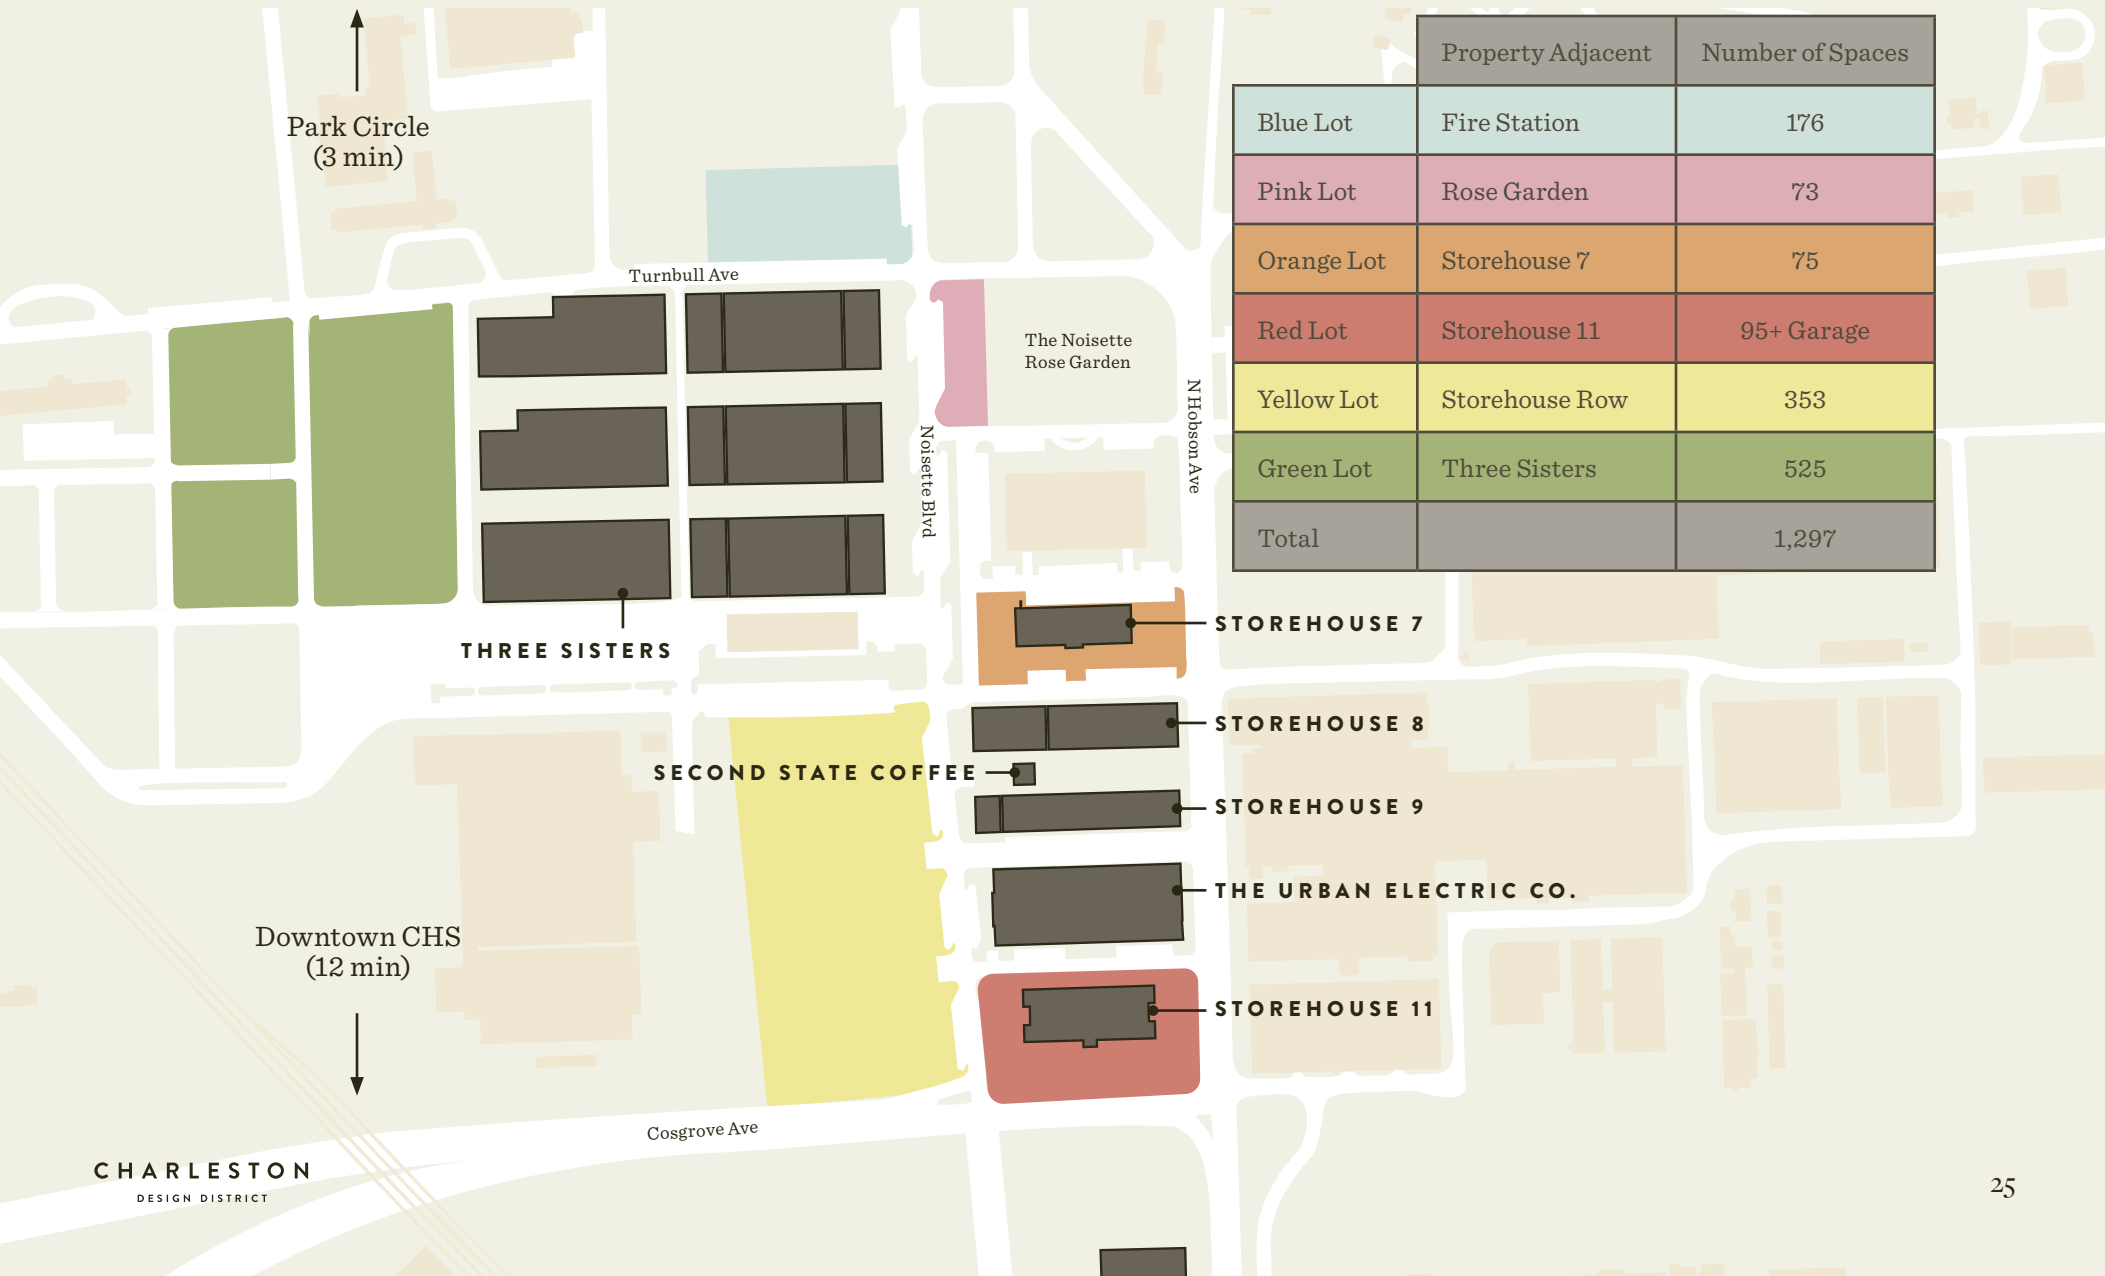 Property Adjacent Number of Spaces
Blue Lot Fire Station 176
Pink Lot Rose Garden 73
Orange Lot Storehouse 7 75
Red Lot Storehouse 11 95+ Garage
Yellow Lot Storehouse Row 353
Green Lot Three Sisters 525
Total 1,297
Park Circle
(3 min)
Turnbull Ave
The Noisette
Rose Garden
N Hobson Ave
Noisette Blvd
THREE SISTERS
STOREHOUSE 7
STOREHOUSE 8
SECOND STATE COFFEE
STOREHOUSE 9
THE URBAN ELECTRIC CO.
Downtown CHS
(12 min)
STOREHOUSE 11
Cosgrove Ave
CHARLESTON
DESIGN DISTRICT
25